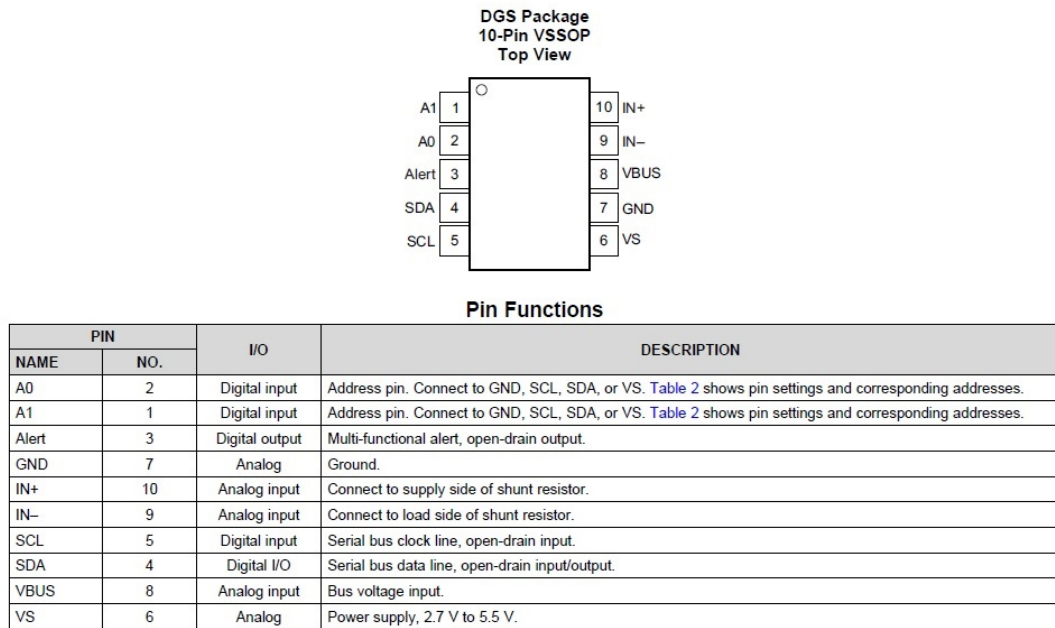 DGS Package
10-Pin VSSOP
Top View
A1 1 10 IN+
A0 2 9 IN–
Alert 3 8 VBUS
SDA 4 7 GND
SCL 5 6 VS
Pin Functions
PIN I/O DESCRIPTION
NAME NO.
A0 2 Digital input Address pin. Connect to GND, SCL, SDA, or VS. Table 2 shows pin settings and corresponding addresses.
A1 1 Digital input Address pin. Connect to GND, SCL, SDA, or VS. Table 2 shows pin settings and corresponding addresses.
Alert 3 Digital output Multi-functional alert, open-drain output.
GND 7 Analog Ground.
IN+ 10 Analog input Connect to supply side of shunt resistor.
IN– 9 Analog input Connect to load side of shunt resistor.
SCL 5 Digital input Serial bus clock line, open-drain input.
SDA 4 Digital I/O Serial bus data line, open-drain input/output.
VBUS 8 Analog input Bus voltage input.
VS 6 Analog Power supply, 2.7 V to 5.5 V.